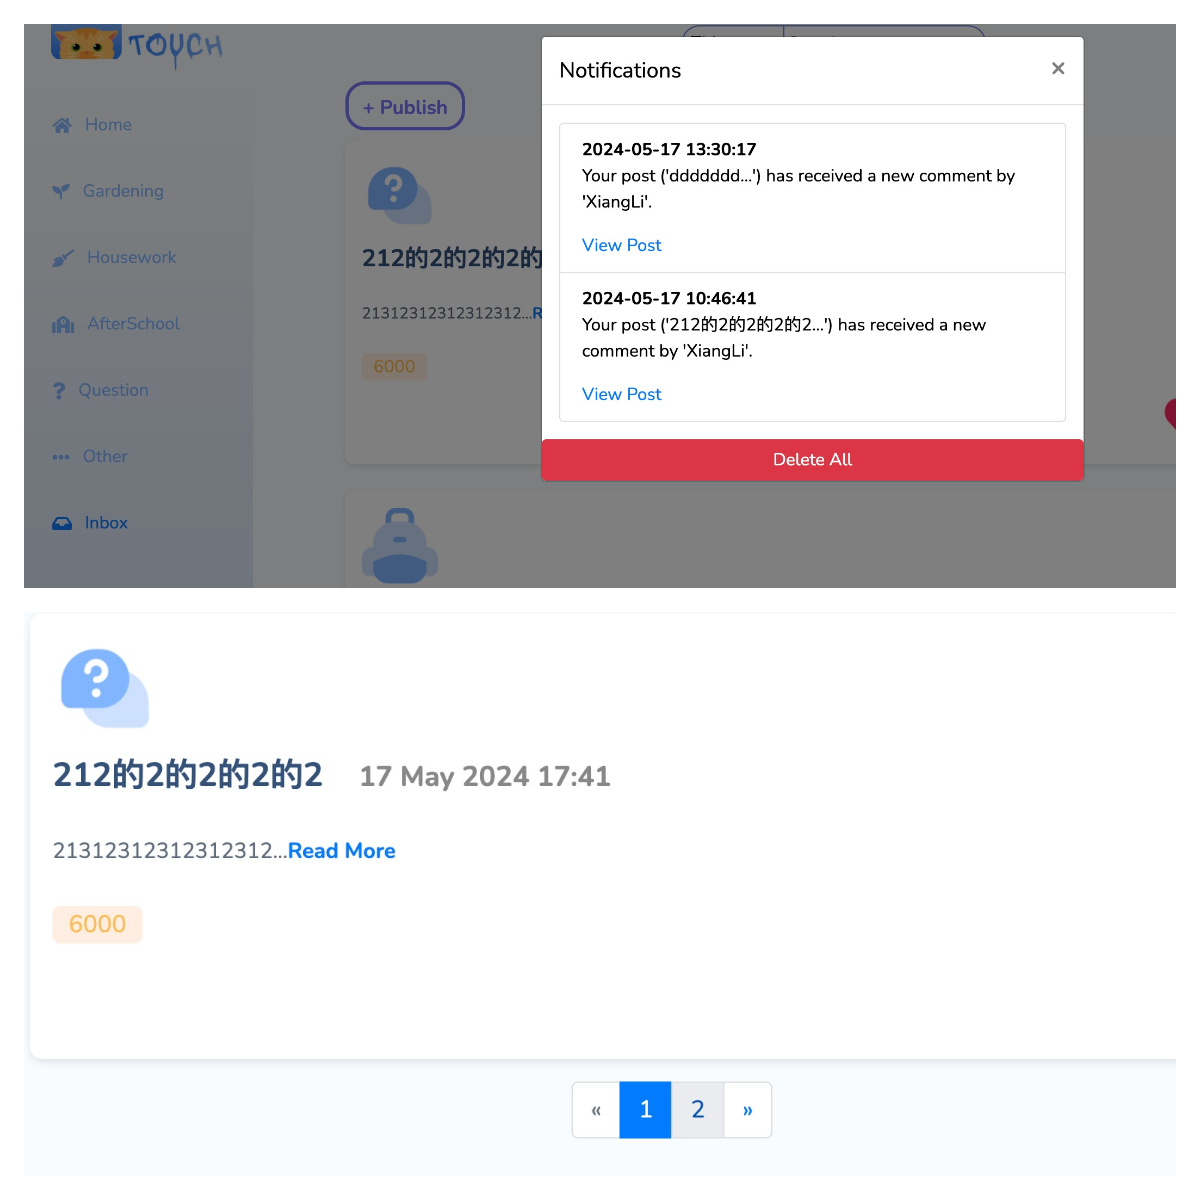 TOUCH
Notifications
×
+ Publish
Home
2024-05-17 13:30:17
Your post ('ddddddd...') has received a new comment by
'XiangLi'.
Gardening
View Post
212的2的2的2的
Housework
2024-05-17 10:46:41
21312312312312312...R
Your post ('212的2的2的2的2...') has received a new
comment by 'XiangLi'.
AfterSchool
6000
View Post
Question
Other
Delete All
Inbox
212的2的2的2的2
17 May 2024 17:41
21312312312312312...Read More
6000
« 1 2 »